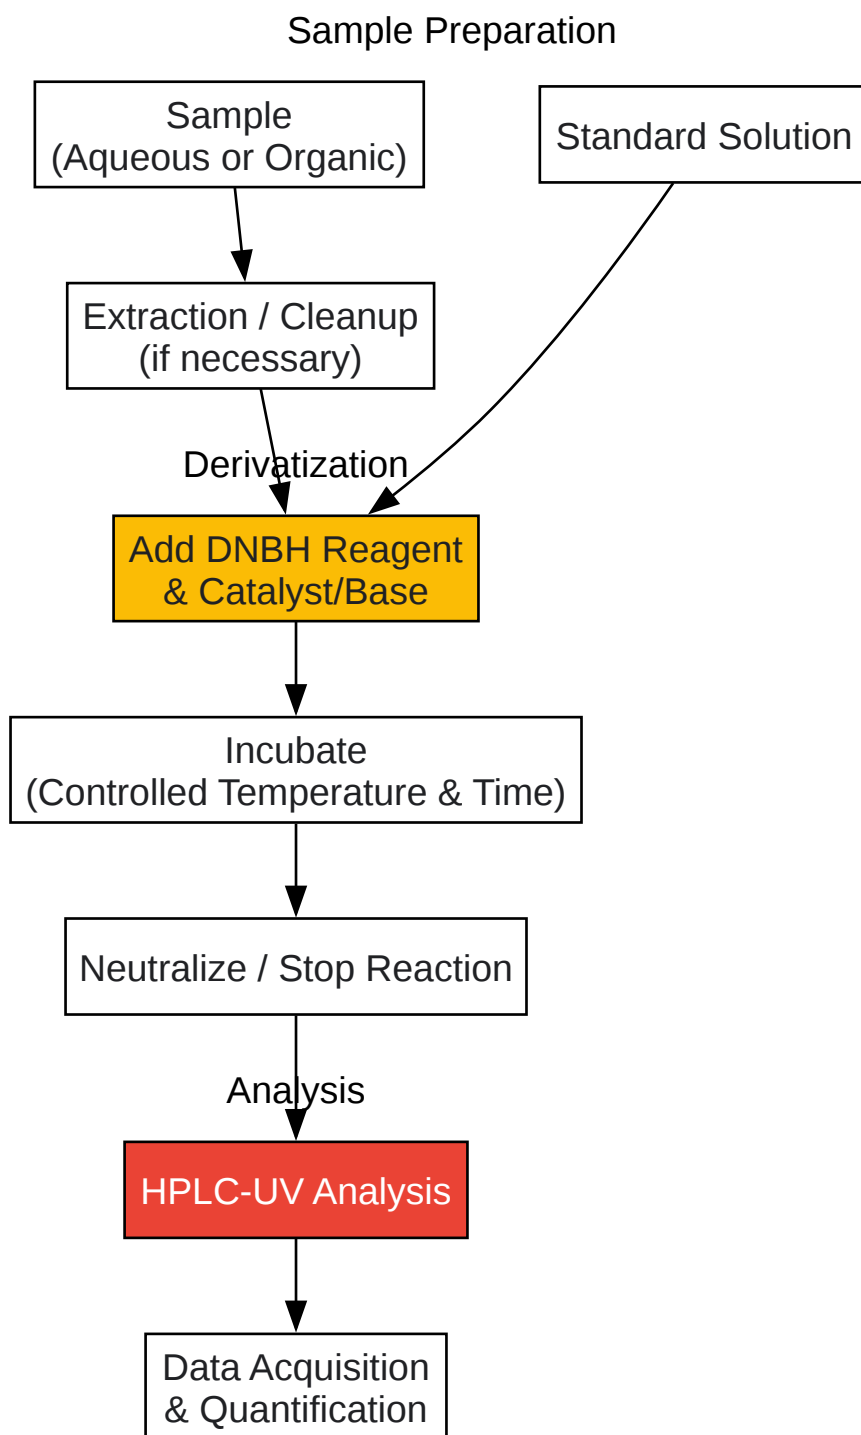 Sample Preparation
Sample
(Aqueous or Organic)
Standard Solution
Extraction / Cleanup
(if necessary)
Derivatization
Add DNBH Reagent
& Catalyst/Base
Incubate
(Controlled Temperature & Time)
Neutralize / Stop Reaction
Analysis
HPLC-UV Analysis
Data Acquisition
& Quantification